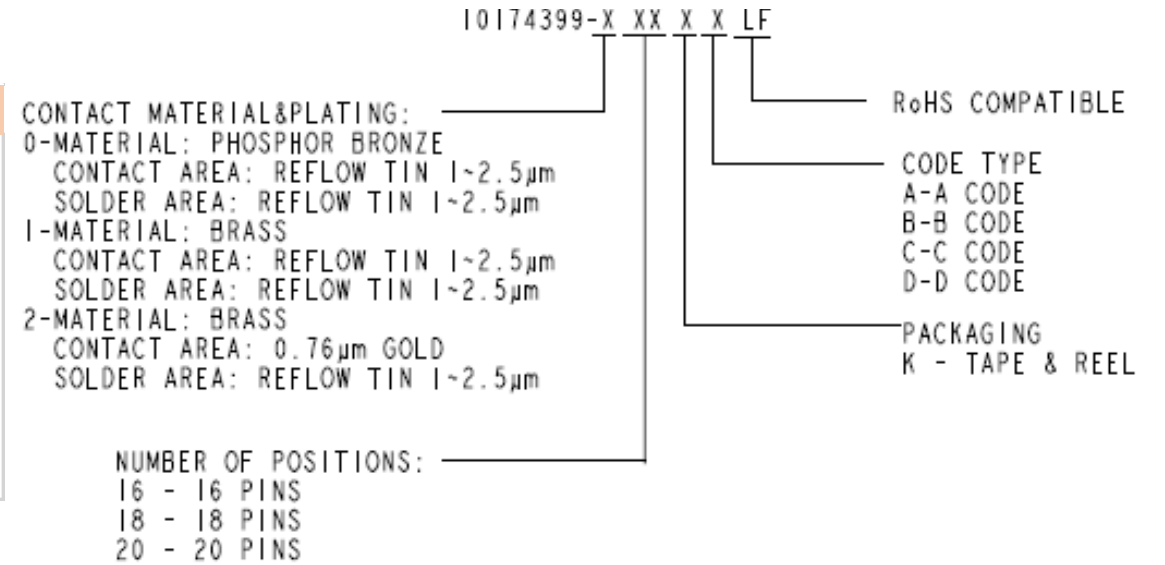 10174399-X XX X X LF
CONTACT MATERIAL&PLATING:
0-MATERIAL: PHOSPHOR BRONZE
CONTACT AREA: REFLOW TIN 1~2.5µm
SOLDER AREA: REFLOW TIN 1~2.5µm
1-MATERIAL: BRASS
CONTACT AREA: REFLOW TIN 1~2.5µm
SOLDER AREA: REFLOW TIN 1~2.5µm
2-MATERIAL: BRASS
CONTACT AREA: 0.76µm GOLD
SOLDER AREA: REFLOW TIN 1~2.5µm
NUMBER OF POSITIONS:
16 - 16 PINS
18 - 18 PINS
20 - 20 PINS
RoHS COMPATIBLE
CODE TYPE
A-A CODE
B-B CODE
C-C CODE
D-D CODE
PACKAGING
K - TAPE & REEL